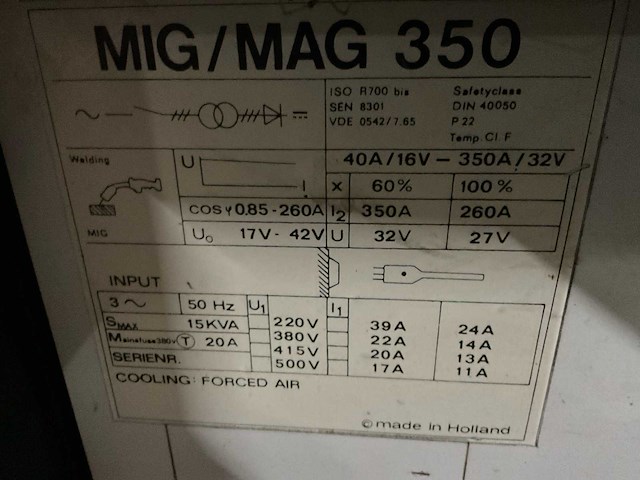 MIG/MAG 350
ISO R700 bis
SEN 8301
VDE 0542/7.65
Safetyclass
DIN 40050
P 22
Temp. Cl. F
Welding
MIG
U
I
40A/16V – 350A/32V
X 60% 100%
COSφ 0.85-260A I2 350A 260A
U0 17V - 42V U 32V 27V
INPUT
3~ 50 Hz U1 I1
SMAX 15KVA 220V 39A 24A
Mainsfuse380V T 20A 380V 22A 14A
415V 20A 13A
SERIENR. 500V 17A 11A
COOLING: FORCED AIR
©made in Holland